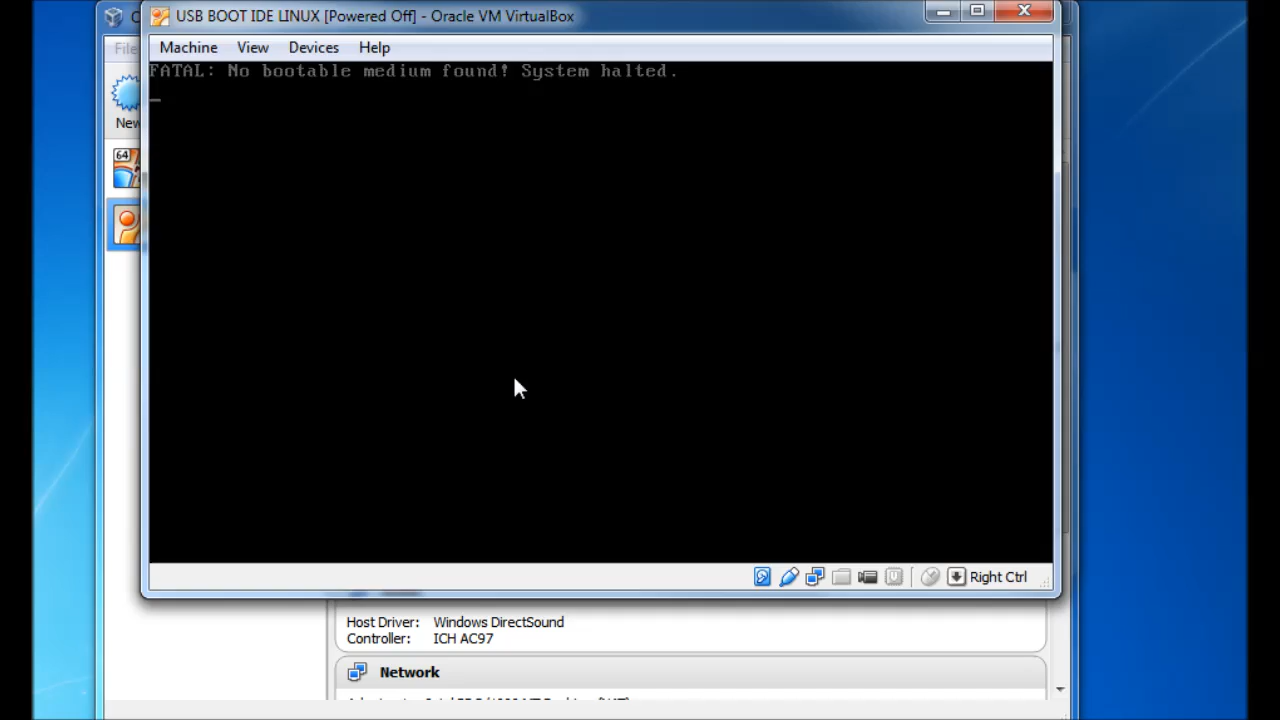 USB BOOT IDE LINUX [Powered Off] - Oracle VM VirtualBox
File
Machine View Devices Help
FATAL: No bootable medium found! System halted.
New
64
Right Ctrl
Host Driver: Windows DirectSound
Controller: ICH AC97
Network